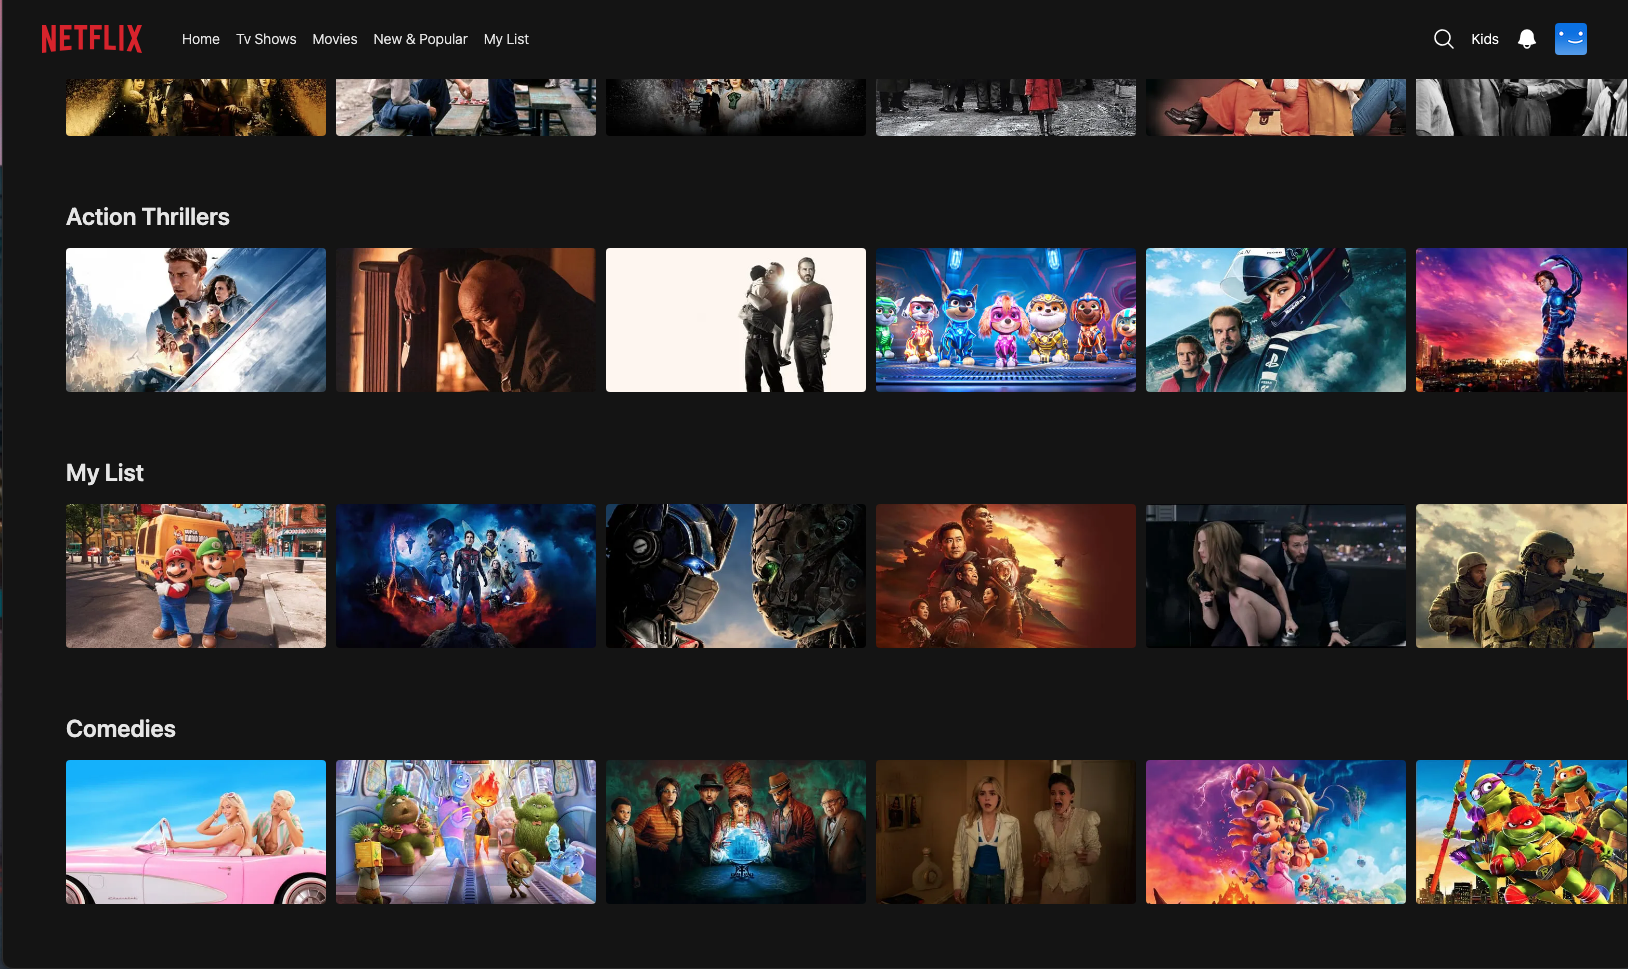 NETFLIX
Home
Tv Shows
Movies
New & Popular
My List
Kids
Action Thrillers
My List
Comedies